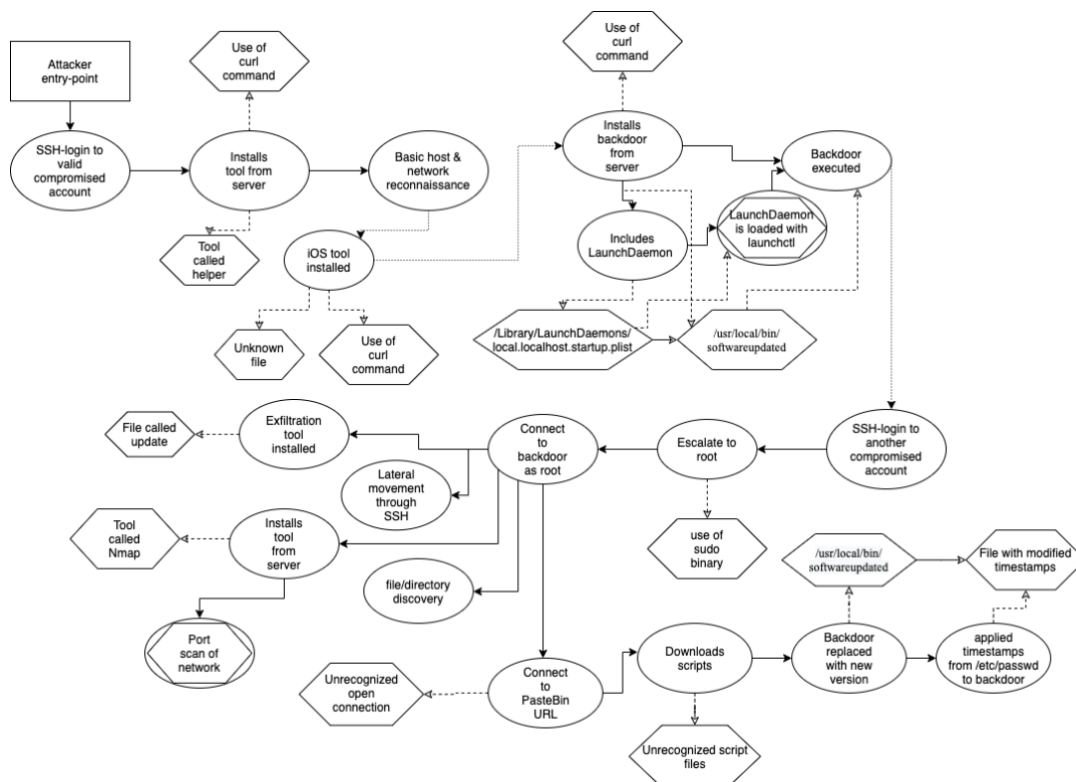 Attacker
entry-point
Use of
curl
command
Use of
curl
command
SSH-login to
valid
compromised
account
Installs
tool from
server
Basic host &
network
reconnaissance
Installs
backdoor
from
server
Backdoor
executed
Tool
called
helper
iOS tool
installed
Includes
LaunchDaemon
LaunchDaemon
is loaded with
launchctl
Unknown
file
Use of
curl
command
/Library/LaunchDaemons/
local.localhost.startup.plist
/usr/local/bin/
softwareupdated
File called
update
Exfiltration
tool
installed
Connect
to
backdoor
as root
Escalate to
root
SSH-login to
another
compromised
account
Lateral
movement
through
SSH
Tool
called
Nmap
Installs
tool from
server
use of
sudo
binary
/usr/local/bin/
softwareupdated
File with modified
timestamps
file/directory
discovery
Port
scan of
network
Unrecognized
open
connection
Connect
to
PasteBin
URL
Downloads
scripts
Backdoor
replaced
with new
version
applied
timestamps
from /etc/passwd
to backdoor
Unrecognized script
files